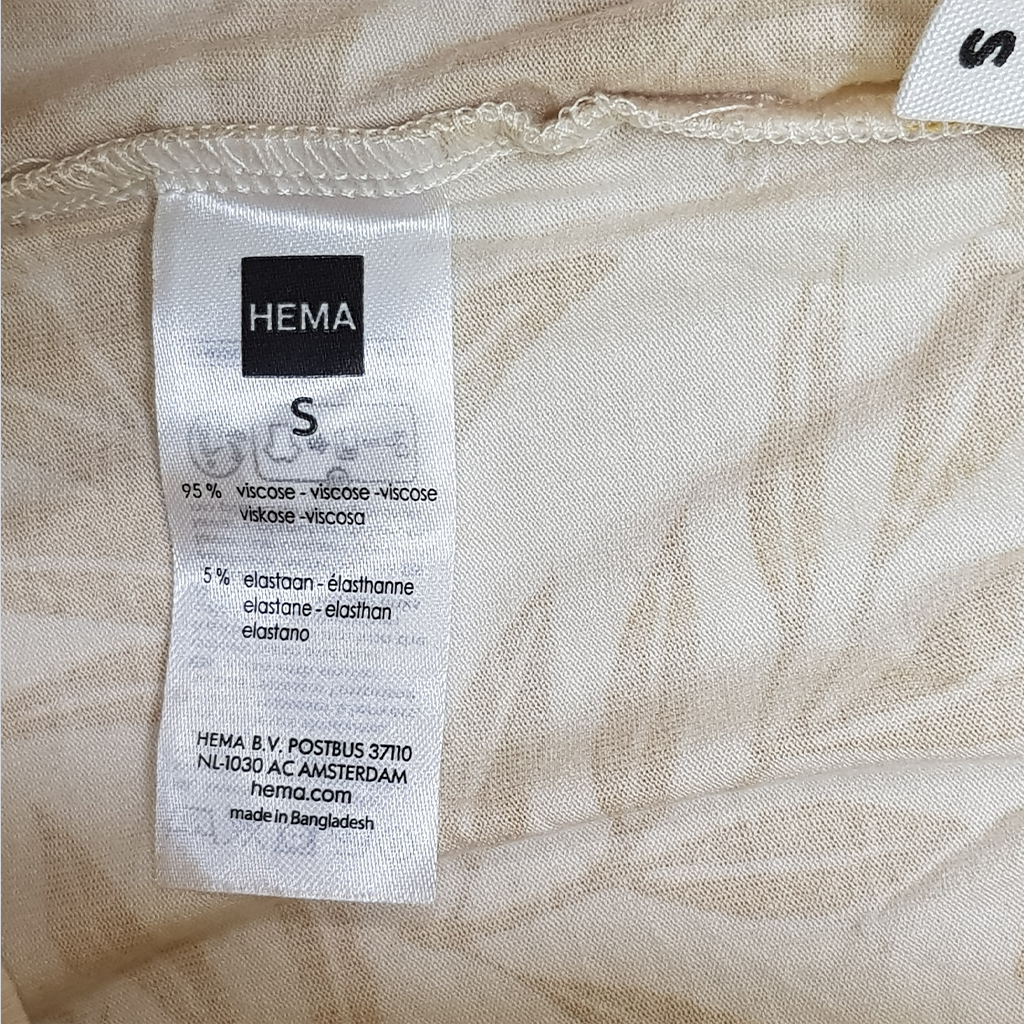 S
HEMA
S
95% viscose - viscose -viscose
viskose -viscosa
5% elastaan - élasthanne
elastane - elasthan
elastano
HEMA B.V. POSTBUS 37110
NL-1030 AC AMSTERDAM
hema.com
made in Bangladesh